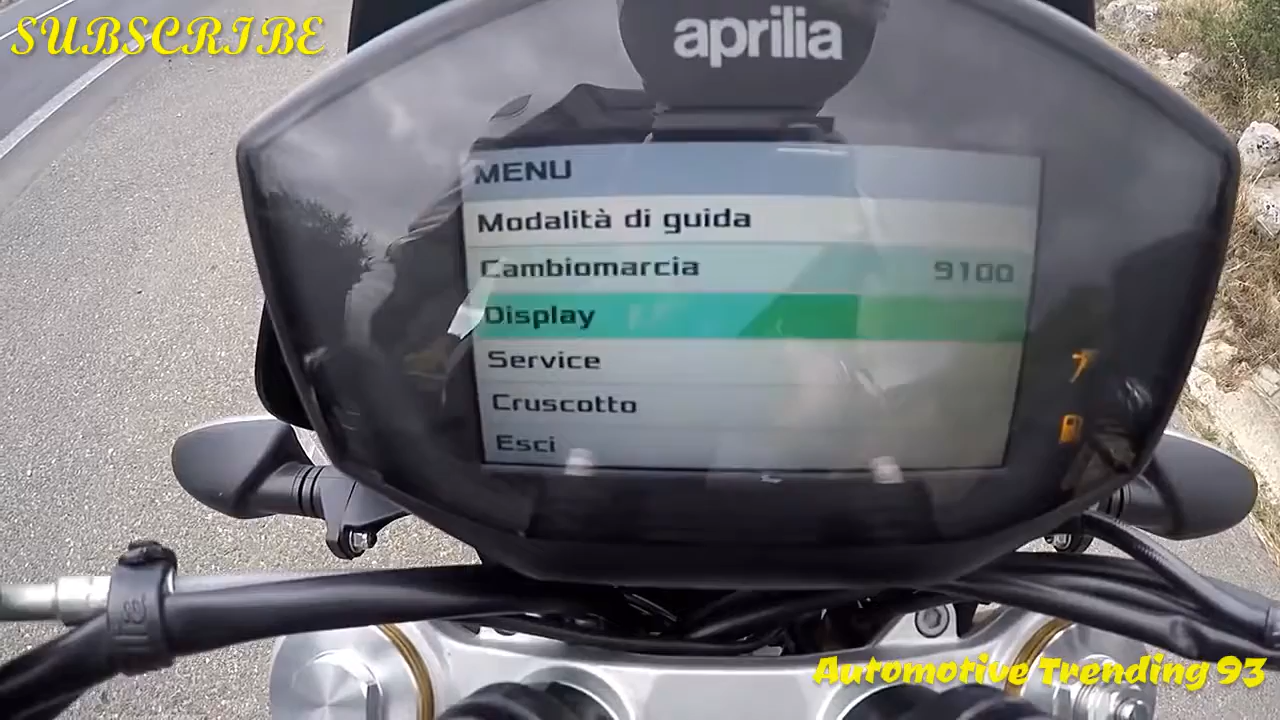 SUBSCRIBE
aprilia
MENU
Modalità di guida
Cambiomarcia 9100
Display
Service
Cruscotto
Esci
Automotive Trending 93